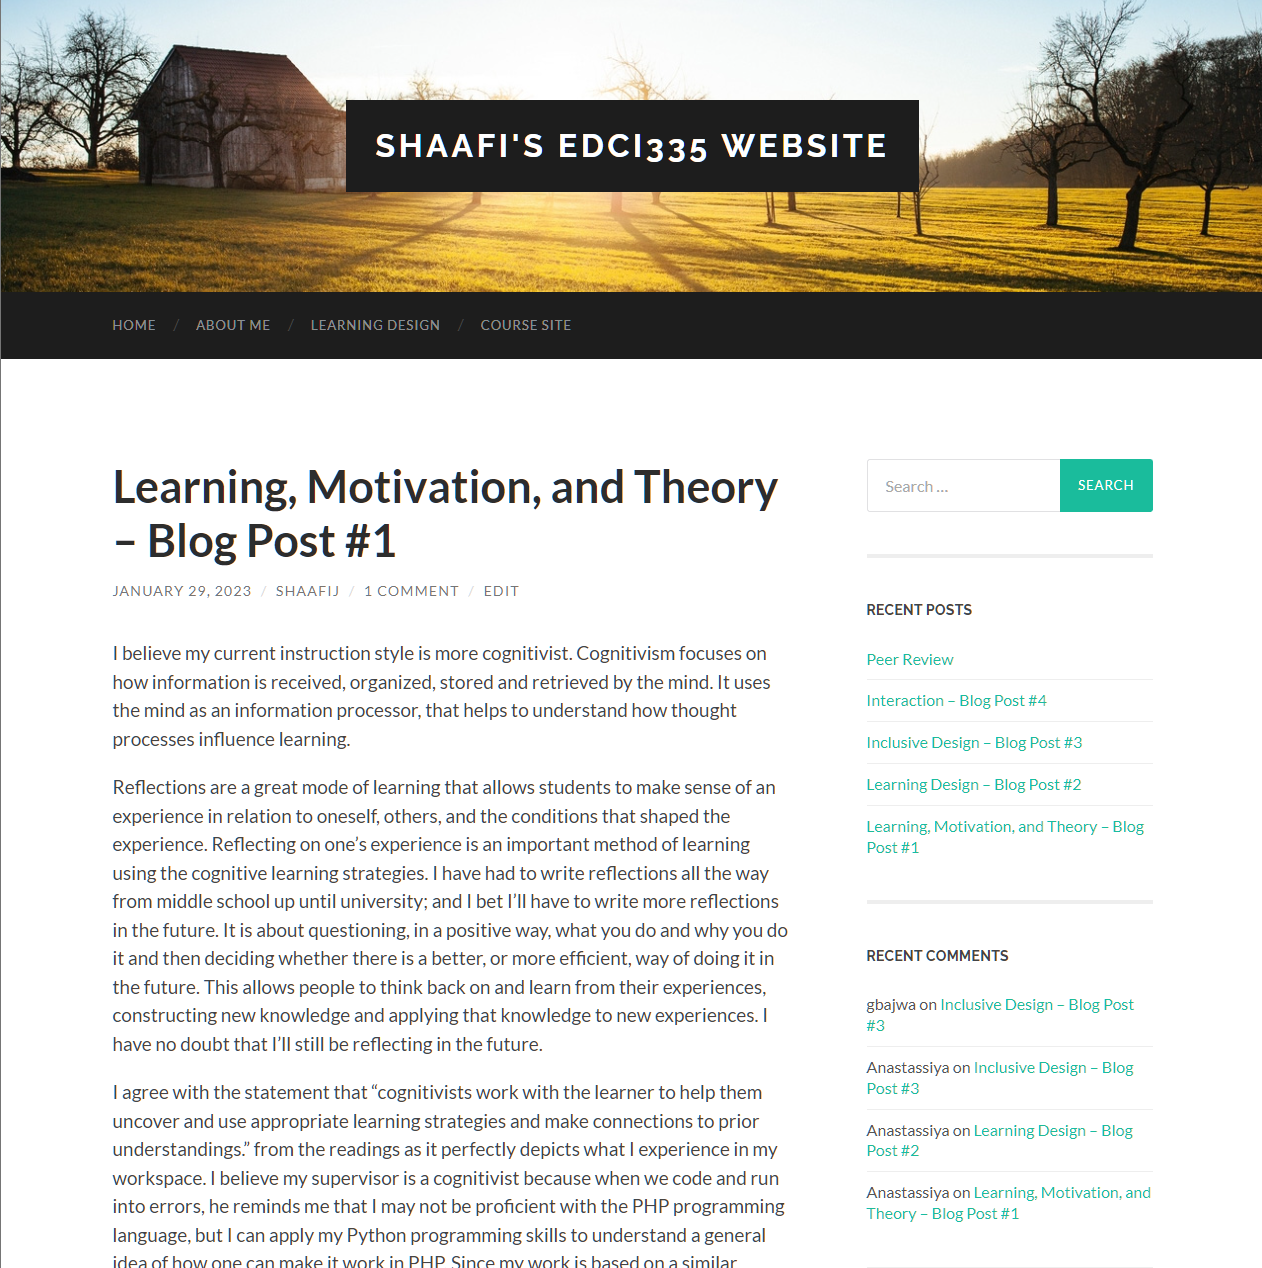 SHAAFI'S EDCI335 WEBSITE
HOME / ABOUT ME / LEARNING DESIGN / COURSE SITE
Learning, Motivation, and Theory
– Blog Post #1
JANUARY 29, 2023 / SHAAFIJ / 1 COMMENT / EDIT
I believe my current instruction style is more cognitivist. Cognitivism focuses on
how information is received, organized, stored and retrieved by the mind. It uses
the mind as an information processor, that helps to understand how thought
processes influence learning.
Reflections are a great mode of learning that allows students to make sense of an
experience in relation to oneself, others, and the conditions that shaped the
experience. Reflecting on one’s experience is an important method of learning
using the cognitive learning strategies. I have had to write reflections all the way
from middle school up until university; and I bet I’ll have to write more reflections
in the future. It is about questioning, in a positive way, what you do and why you do
it and then deciding whether there is a better, or more efficient, way of doing it in
the future. This allows people to think back on and learn from their experiences,
constructing new knowledge and applying that knowledge to new experiences. I
have no doubt that I’ll still be reflecting in the future.
I agree with the statement that “cognitivists work with the learner to help them
uncover and use appropriate learning strategies and make connections to prior
understandings.” from the readings as it perfectly depicts what I experience in my
workspace. I believe my supervisor is a cognitivist because when we code and run
into errors, he reminds me that I may not be proficient with the PHP programming
language, but I can apply my Python programming skills to understand a general
idea of how one can make it work in PHP. Since my work is based on a similar
Search …
SEARCH
RECENT POSTS
Peer Review
Interaction – Blog Post #4
Inclusive Design – Blog Post #3
Learning Design – Blog Post #2
Learning, Motivation, and Theory – Blog
Post #1
RECENT COMMENTS
gbajwa on Inclusive Design – Blog Post
#3
Anastassiya on Inclusive Design – Blog
Post #3
Anastassiya on Learning Design – Blog
Post #2
Anastassiya on Learning, Motivation, and
Theory – Blog Post #1